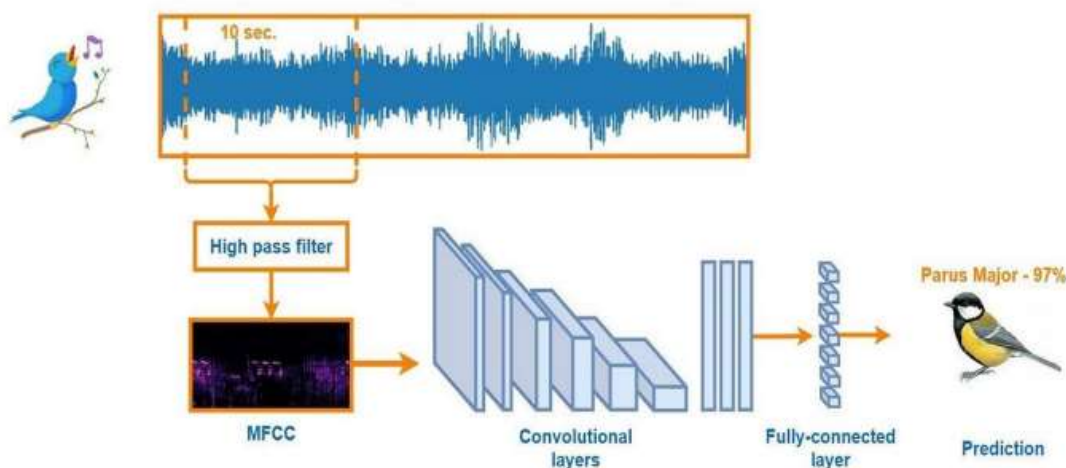 10 sec.
High pass filter
Parus Major - 97%
MFCC
Convolutional
layers
Fully-connected
layer
Prediction